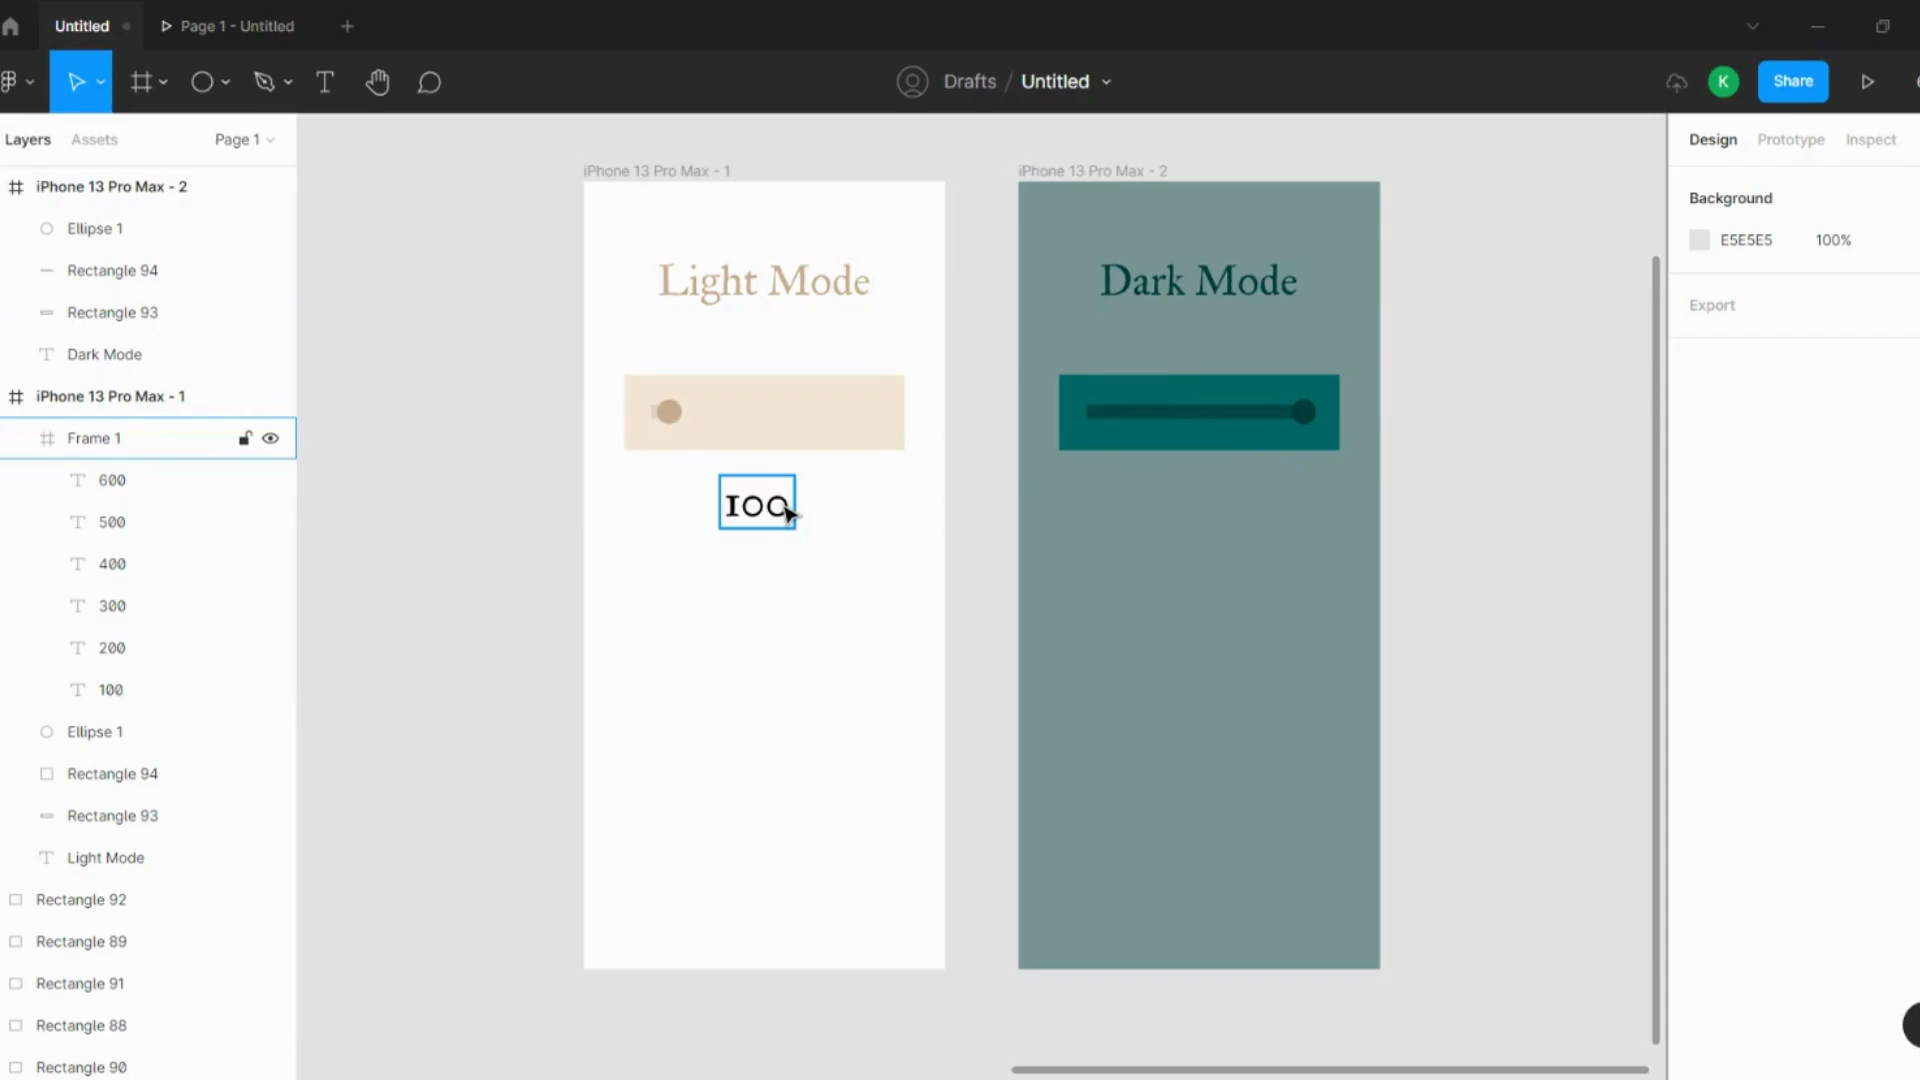 Untitled
Page 1 - Untitled
Drafts / Untitled
K
Share
Layers
Assets
Page 1
iPhone 13 Pro Max - 2
Ellipse 1
Rectangle 94
Rectangle 93
Dark Mode
iPhone 13 Pro Max - 1
Frame 1
600
500
400
300
200
100
Ellipse 1
Rectangle 94
Rectangle 93
Light Mode
Rectangle 92
Rectangle 89
Rectangle 91
Rectangle 88
Rectangle 90
iPhone 13 Pro Max - 1
Light Mode
100
iPhone 13 Pro Max - 2
Dark Mode
Design
Prototype
Inspect
Background
E5E5E5
100%
Export